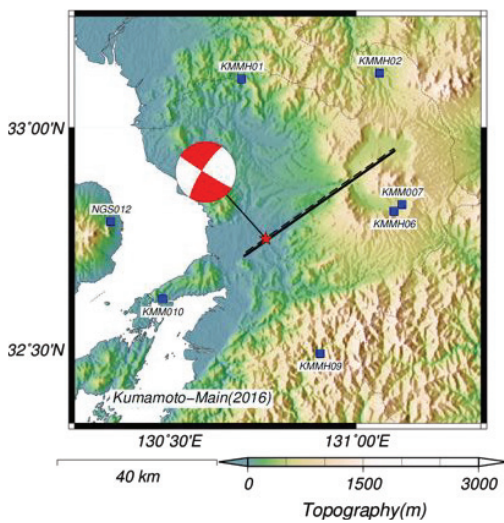 KMMH01
KMMH02
33°00'N
KMM007
KMMH06
NGS012
KMM010
32°30'N
KMMH09
Kumamoto-Main(2016)
130°30'E
131°00'E
40 km
0
1500
3000
Topography(m)